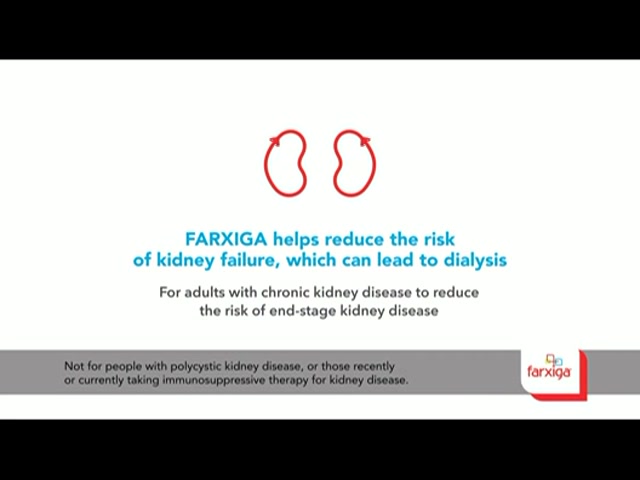 FARXIGA helps reduce the risk
of kidney failure, which can lead to dialysis
For adults with chronic kidney disease to reduce
the risk of end-stage kidney disease
Not for people with polycystic kidney disease, or those recently
or currently taking immunosuppressive therapy for kidney disease.
farxiga